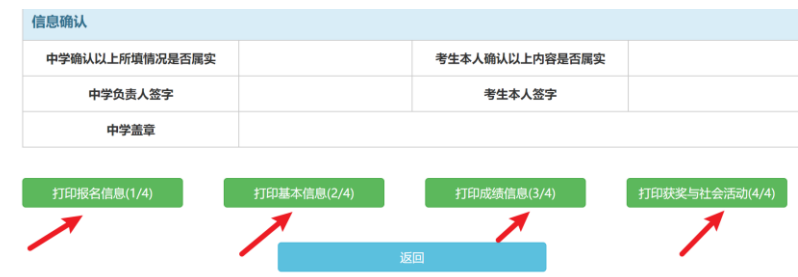 信息确认
中学确认以上所填情况是否属实 考生本人确认以上内容是否属实
中学负责人签字 考生本人签字
中学盖章
打印报名信息(1/4) 打印基本信息(2/4) 打印成绩信息(3/4) 打印获奖与社会活动(4/4)
返回